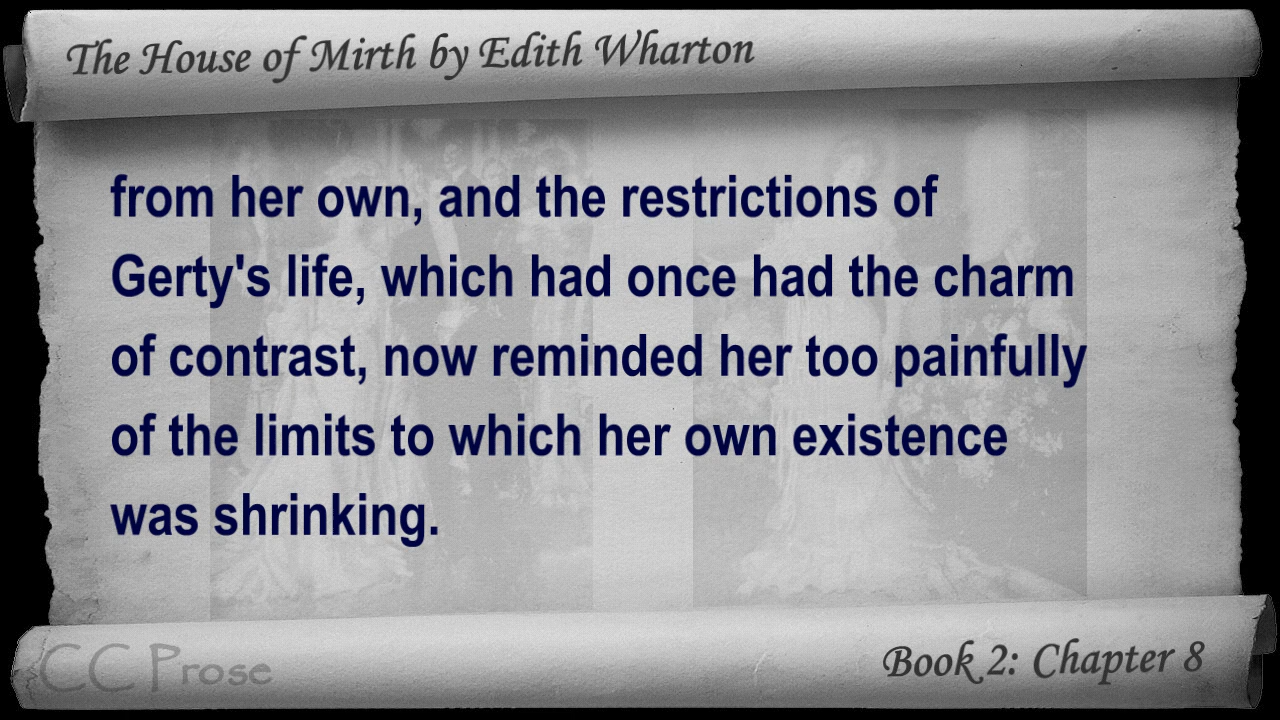 The House of Mirth by Edith Wharton
from her own, and the restrictions of
Gerty's life, which had once had the charm
of contrast, now reminded her too painfully
of the limits to which her own existence
was shrinking.
CC Prose
Book 2: Chapter 8